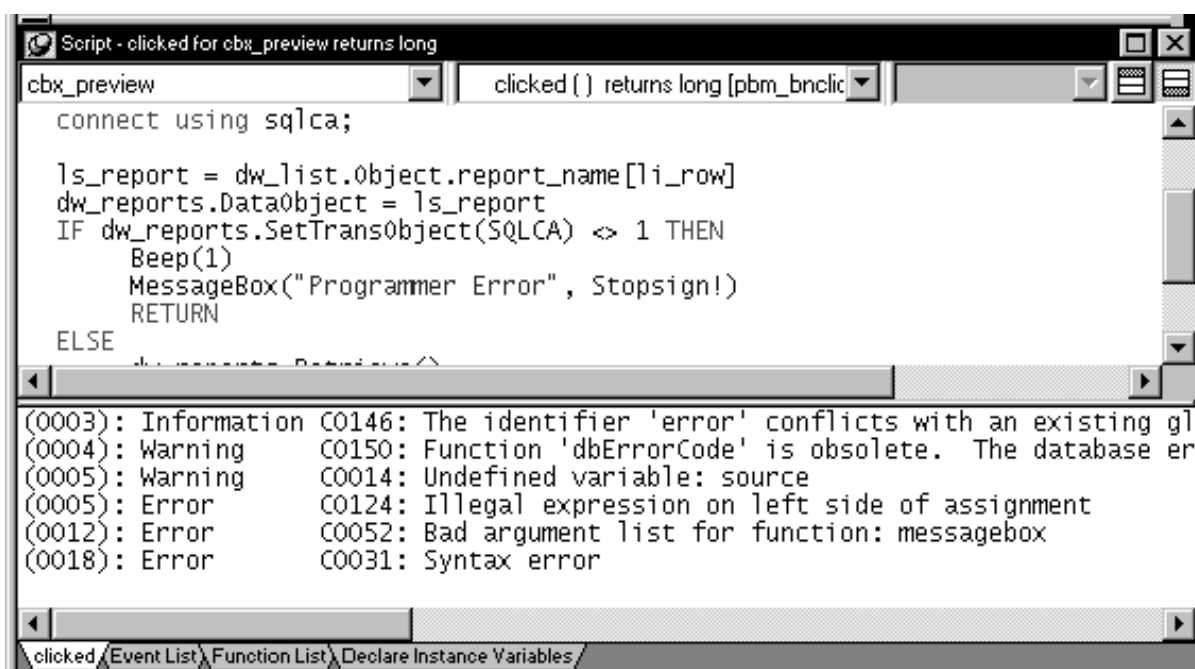 Script - clicked for cbx_preview returns long
cbx_preview clicked ( ) returns long [pbm_bnclic
connect using sqlca;
ls_report = dw_list.Object.report_name[li_row]
dw_reports.DataObject = ls_report
IF dw_reports.SetTransObject(SQLCA) <> 1 THEN
Beep(1)
MessageBox("Programmer Error", Stopsign!)
RETURN
ELSE
dw_reports.Retrieve()
(0003): Information C0146: The identifier 'error' conflicts with an existing gl
(0004): Warning C0150: Function 'dbErrorCode' is obsolete. The database er
(0005): Warning C0014: Undefined variable: source
(0005): Error C0124: Illegal expression on left side of assignment
(0012): Error C0052: Bad argument list for function: messagebox
(0018): Error C0031: Syntax error
clicked Event List Function List Declare Instance Variables